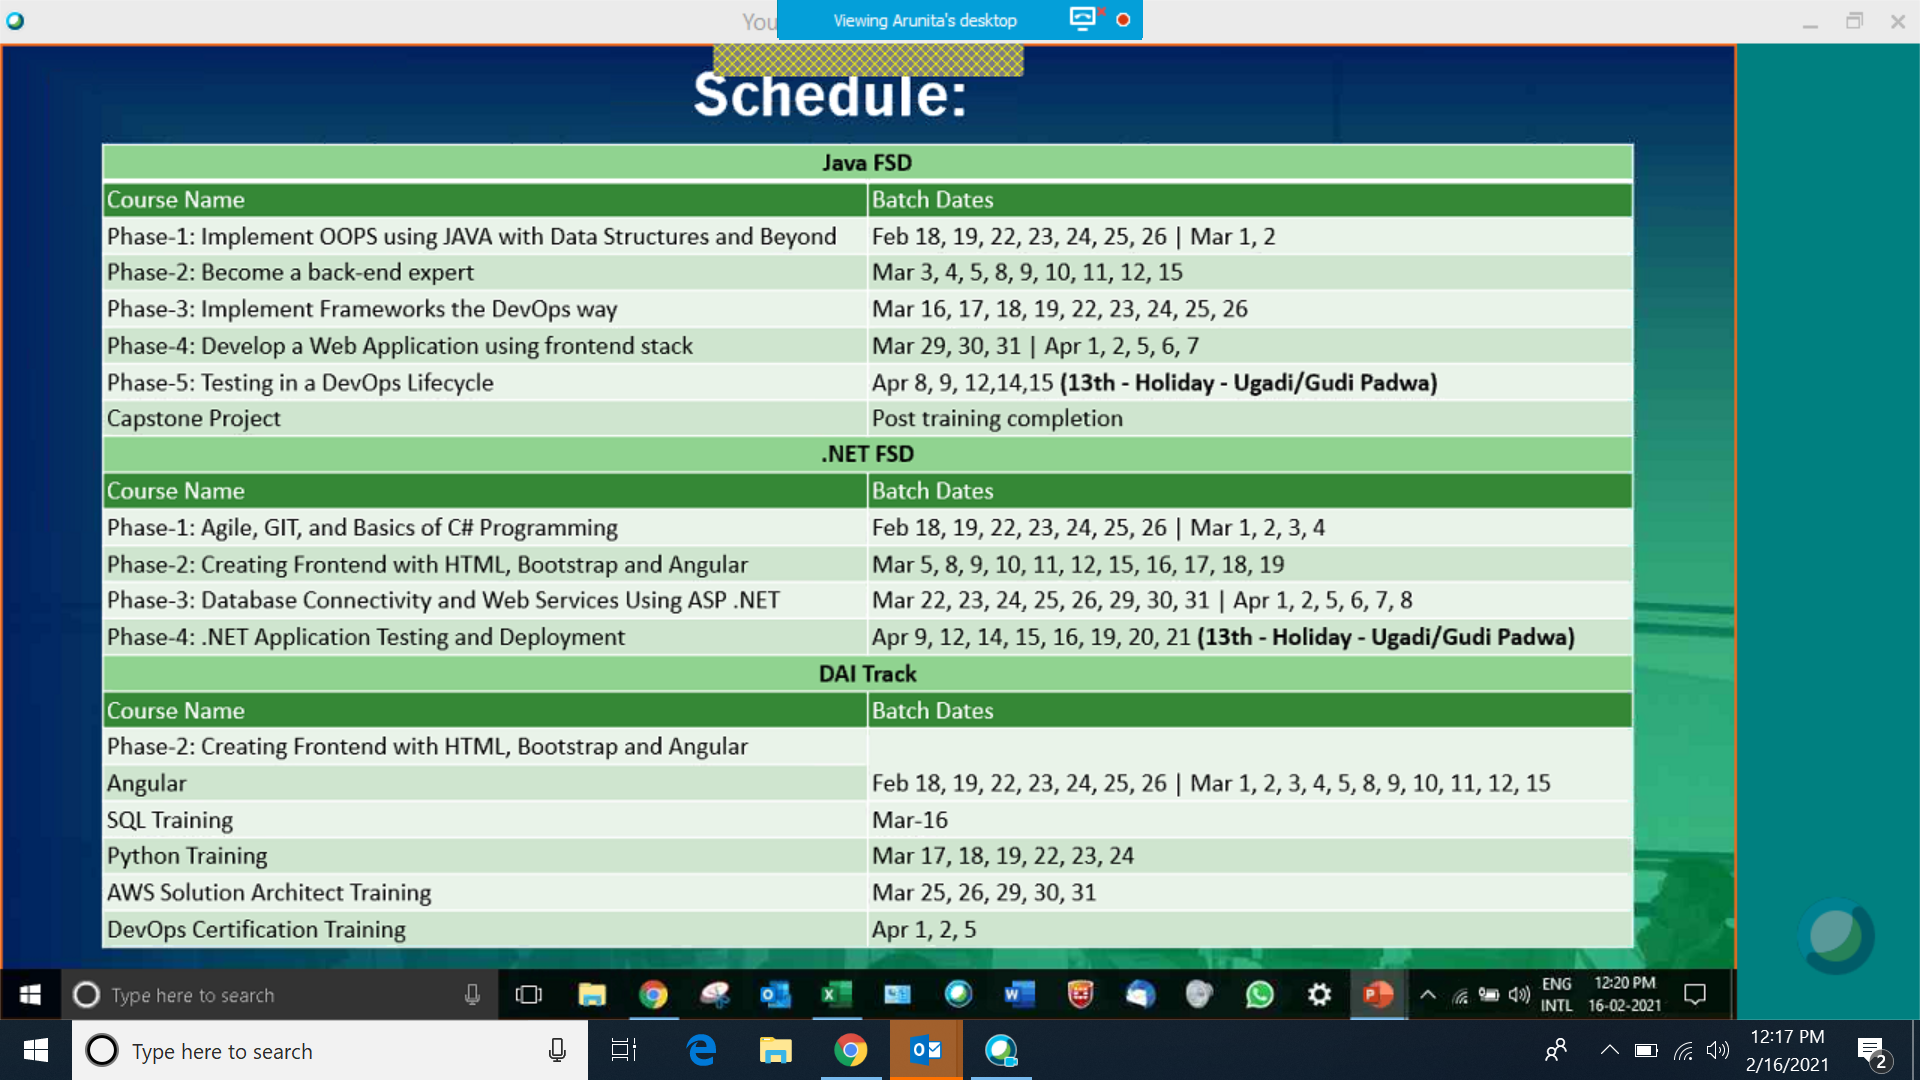 You
Viewing Arunita's desktop
Schedule:
Java FSD
Course Name Batch Dates
Phase-1: Implement OOPS using JAVA with Data Structures and Beyond Feb 18, 19, 22, 23, 24, 25, 26 | Mar 1, 2
Phase-2: Become a back-end expert Mar 3, 4, 5, 8, 9, 10, 11, 12, 15
Phase-3: Implement Frameworks the DevOps way Mar 16, 17, 18, 19, 22, 23, 24, 25, 26
Phase-4: Develop a Web Application using frontend stack Mar 29, 30, 31 | Apr 1, 2, 5, 6, 7
Phase-5: Testing in a DevOps Lifecycle Apr 8, 9, 12,14,15 (13th - Holiday - Ugadi/Gudi Padwa)
Capstone Project Post training completion
.NET FSD
Course Name Batch Dates
Phase-1: Agile, GIT, and Basics of C# Programming Feb 18, 19, 22, 23, 24, 25, 26 | Mar 1, 2, 3, 4
Phase-2: Creating Frontend with HTML, Bootstrap and Angular Mar 5, 8, 9, 10, 11, 12, 15, 16, 17, 18, 19
Phase-3: Database Connectivity and Web Services Using ASP .NET Mar 22, 23, 24, 25, 26, 29, 30, 31 | Apr 1, 2, 5, 6, 7, 8
Phase-4: .NET Application Testing and Deployment Apr 9, 12, 14, 15, 16, 19, 20, 21 (13th - Holiday - Ugadi/Gudi Padwa)
DAI Track
Course Name Batch Dates
Phase-2: Creating Frontend with HTML, Bootstrap and Angular
Angular Feb 18, 19, 22, 23, 24, 25, 26 | Mar 1, 2, 3, 4, 5, 8, 9, 10, 11, 12, 15
SQL Training Mar-16
Python Training Mar 17, 18, 19, 22, 23, 24
AWS Solution Architect Training Mar 25, 26, 29, 30, 31
DevOps Certification Training Apr 1, 2, 5
Type here to search
ENG 12:20 PM
INTL 16-02-2021
Type here to search
12:17 PM
2/16/2021
2